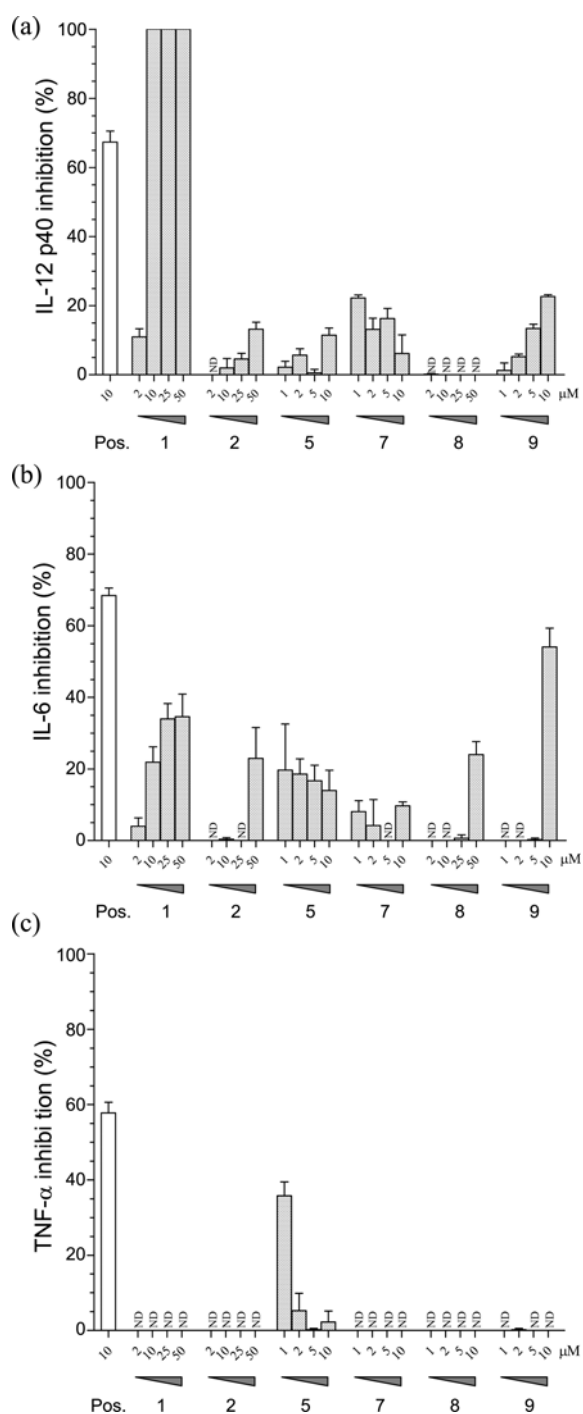 (a)
IL-12 p40 inhibition (%)
100
80
60
40
20
0
ND
ND ND ND ND
10 2 10 25 50 2 10 25 50 1 2 5 10 1 2 5 10 2 10 25 50 1 2 5 10 μM
Pos. 1 2 5 7 8 9
(b)
IL-6 inhibition (%)
100
80
60
40
20
0
ND ND ND ND ND ND ND
10 2 10 25 50 2 10 25 50 1 2 5 10 1 2 5 10 2 10 25 50 1 2 5 10 μM
Pos. 1 2 5 7 8 9
(c)
TNF-α inhibi tion (%)
100
80
60
40
20
0
ND ND ND ND ND ND ND ND ND ND ND ND ND ND ND ND ND ND ND
10 2 10 25 50 2 10 25 50 1 2 5 10 1 2 5 10 2 10 25 50 1 2 5 10 μM
Pos. 1 2 5 7 8 9